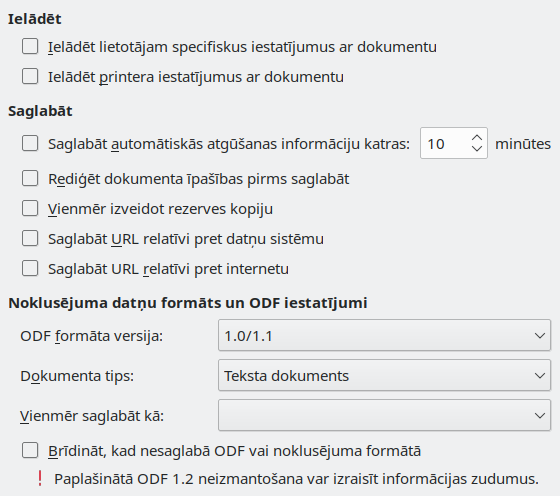 Ielādēt
Ielādēt lietotājam specifiskus iestatījumus ar dokumentu
Ielādēt printera iestatījumus ar dokumentu
Saglabāt
Saglabāt automātiskās atgūšanas informāciju katras: 10 minūtes
Rediģēt dokumenta īpašības pirms saglabāt
Vienmēr izveidot rezerves kopiju
Saglabāt URL relatīvi pret datņu sistēmu
Saglabāt URL relatīvi pret internetu
Noklusējuma datņu formāts un ODF iestatījumi
ODF formāta versija: 1.0/1.1
Dokumenta tips: Teksta dokuments
Vienmēr saglabāt kā:
Brīdināt, kad nesaglabā ODF vai noklusējuma formātā
! Paplašinātā ODF 1.2 neizmantošana var izraisīt informācijas zudumus.